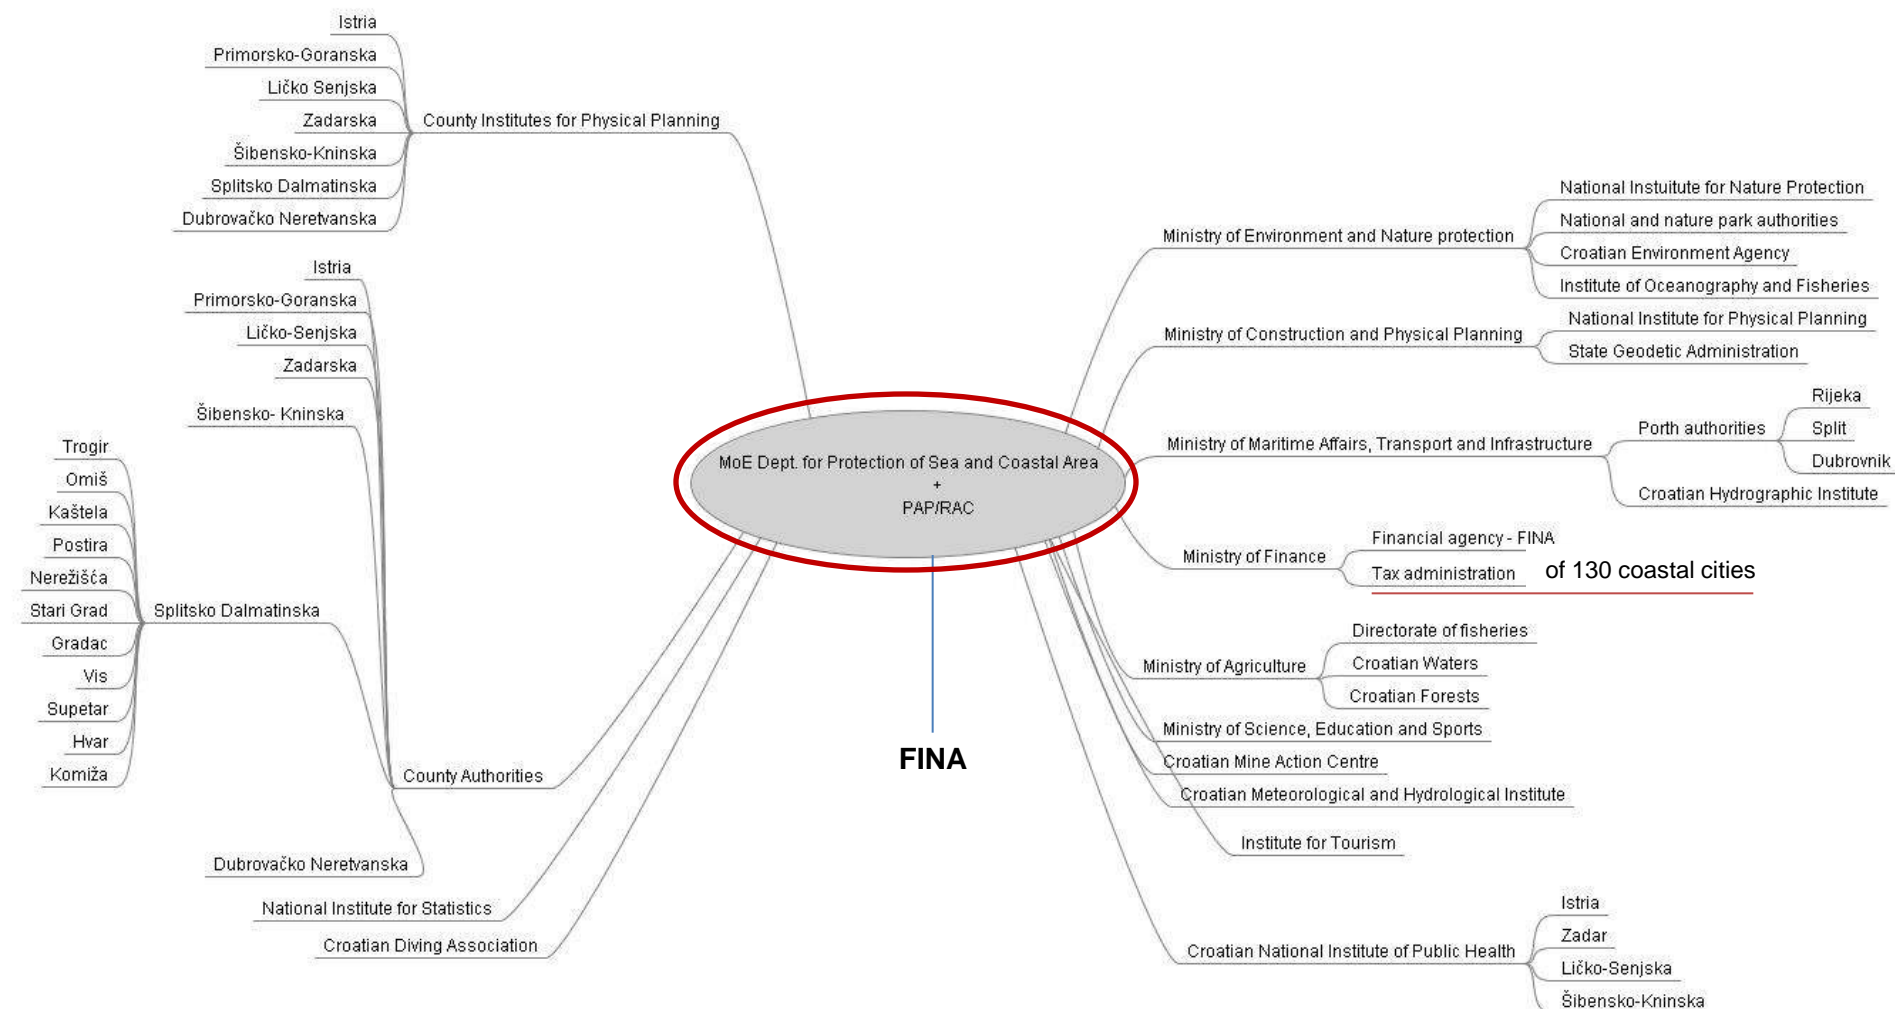 Istria
Primorsko-Goranska
Ličko Senjska
Zadarska
Šibensko-Kninska
Splitsko Dalmatinska
Dubrovačko Neretvanska
County Institutes for Physical Planning
Istria
Primorsko-Goranska
Ličko-Senjska
Zadarska
Šibensko- Kninska
Trogir
Omiš
Kaštela
Postira
Nerežišća
Stari Grad
Gradac
Vis
Supetar
Hvar
Komiža
Splitsko Dalmatinska
Dubrovačko Neretvanska
County Authorities
National Institute for Statistics
Croatian Diving Association
MoE Dept. for Protection of Sea and Coastal Area
+
PAP/RAC
FINA
Ministry of Environment and Nature protection
National Instuitute for Nature Protection
National and nature park authorities
Croatian Environment Agency
Institute of Oceanography and Fisheries
Ministry of Construction and Physical Planning
National Institute for Physical Planning
State Geodetic Administration
Ministry of Maritime Affairs, Transport and Infrastructure
Porth authorities
Rijeka
Split
Dubrovnik
Croatian Hydrographic Institute
Ministry of Finance
Financial agency - FINA
Tax administration of 130 coastal cities
Ministry of Agriculture
Directorate of fisheries
Croatian Waters
Croatian Forests
Ministry of Science, Education and Sports
Croatian Mine Action Centre
Croatian Meteorological and Hydrological Institute
Institute for Tourism
Croatian National Institute of Public Health
Istria
Zadar
Ličko-Senjska
Šibensko-Kninska